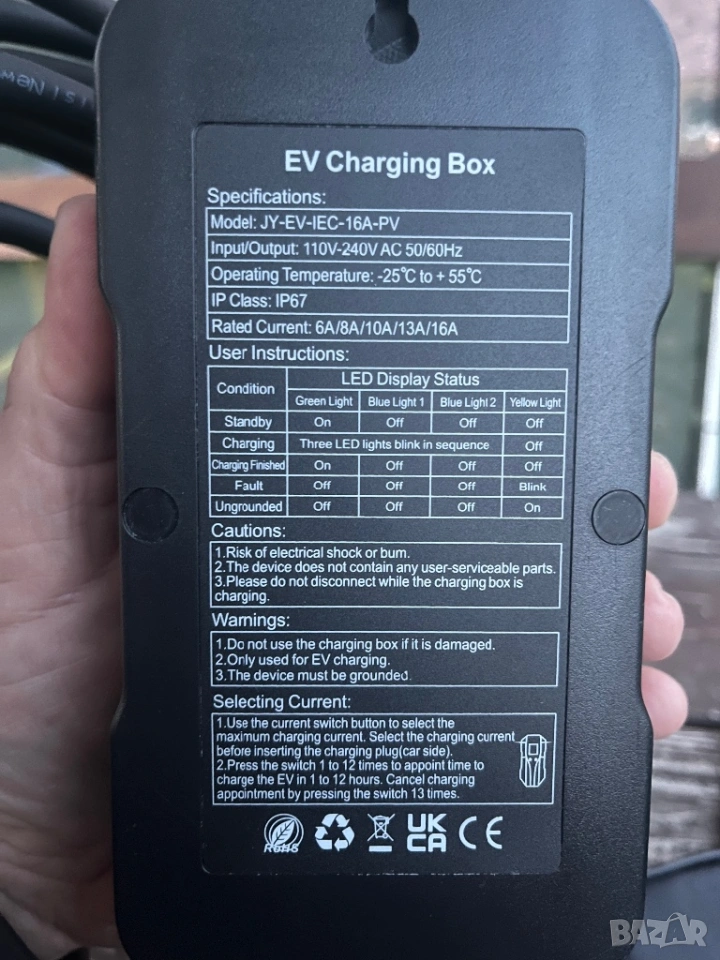 ısı New
EV Charging Box
Specifications:
Model: JY-EV-IEC-16A-PV
Input/Output: 110V-240V AC 50/60Hz
Operating Temperature: -25℃ to + 55℃
IP Class: IP67
Rated Current: 6A/8A/10A/13A/16A
User Instructions:
Condition LED Display Status
Green Light Blue Light 1 Blue Light 2 Yellow Light
Standby On Off Off Off
Charging Three LED lights blink in sequence Off
Charging Finished On Off Off Off
Fault Off Off Off Blink
Ungrounded Off Off Off On
Cautions:
1.Risk of electrical shock or burn.
2.The device does not contain any user-serviceable parts.
3.Please do not disconnect while the charging box is
charging.
Warnings:
1.Do not use the charging box if it is damaged.
2.Only used for EV charging.
3.The device must be grounded.
Selecting Current:
1.Use the current switch button to select the
maximum charging current. Select the charging current
before inserting the charging plug(car side).
2.Press the switch 1 to 12 times to appoint time to
charge the EV in 1 to 12 hours. Cancel charging
appointment by pressing the switch 13 times.
RoHS UK CA CE
BAZAR